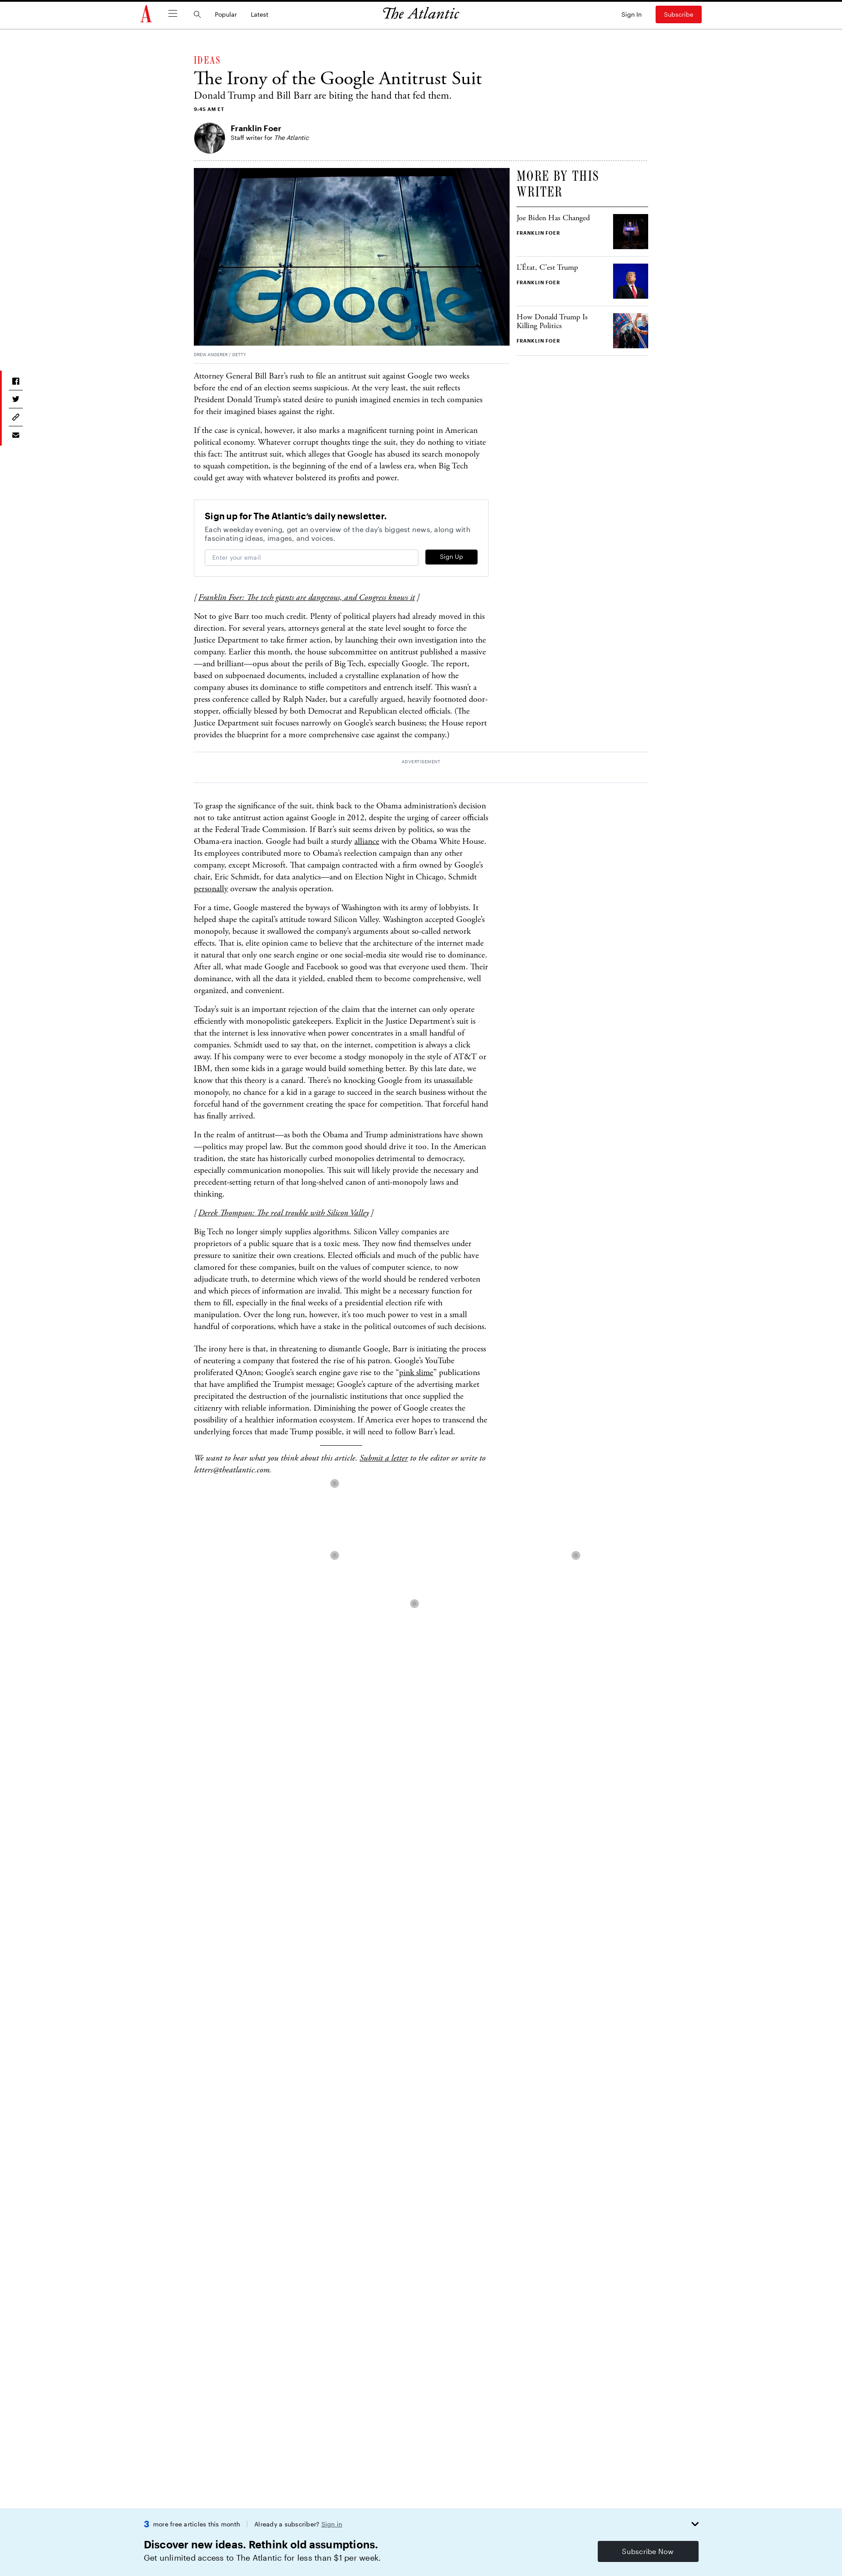 A
Popular
Latest
The Atlantic
Sign In
Subscribe
IDEAS
The Irony of the Google Antitrust Suit
Donald Trump and Bill Barr are biting the hand that fed them.
9:45 AM ET
Franklin Foer
Staff writer for The Atlantic
Google
DREW ANGERER / GETTY
MORE BY THIS
WRITER
Joe Biden Has Changed
FRANKLIN FOER
L’État, C’est Trump
FRANKLIN FOER
How Donald Trump Is
Killing Politics
FRANKLIN FOER
Attorney General Bill Barr’s rush to file an antitrust suit against Google two weeks
before the end of an election seems suspicious. At the very least, the suit reflects
President Donald Trump’s stated desire to punish imagined enemies in tech companies
for their imagined biases against the right.
If the case is cynical, however, it also marks a magnificent turning point in American
political economy. Whatever corrupt thoughts tinge the suit, they do nothing to vitiate
this fact: The antitrust suit, which alleges that Google has abused its search monopoly
to squash competition, is the beginning of the end of a lawless era, when Big Tech
could get away with whatever bolstered its profits and power.
Sign up for The Atlantic’s daily newsletter.
Each weekday evening, get an overview of the day’s biggest news, along with
fascinating ideas, images, and voices.
Enter your email
Sign Up
[ Franklin Foer: The tech giants are dangerous, and Congress knows it ]
Not to give Barr too much credit. Plenty of political players had already moved in this
direction. For several years, attorneys general at the state level sought to force the
Justice Department to take firmer action, by launching their own investigation into the
company. Earlier this month, the house subcommittee on antitrust published a massive
—and brilliant—opus about the perils of Big Tech, especially Google. The report,
based on subpoenaed documents, included a crystalline explanation of how the
company abuses its dominance to stifle competitors and entrench itself. This wasn’t a
press conference called by Ralph Nader, but a carefully argued, heavily footnoted door-
stopper, officially blessed by both Democrat and Republican elected officials. (The
Justice Department suit focuses narrowly on Google’s search business; the House report
provides the blueprint for a more comprehensive case against the company.)
ADVERTISEMENT
To grasp the significance of the suit, think back to the Obama administration’s decision
not to take antitrust action against Google in 2012, despite the urging of career officials
at the Federal Trade Commission. If Barr’s suit seems driven by politics, so was the
Obama-era inaction. Google had built a sturdy alliance with the Obama White House.
Its employees contributed more to Obama’s reelection campaign than any other
company, except Microsoft. That campaign contracted with a firm owned by Google’s
chair, Eric Schmidt, for data analytics—and on Election Night in Chicago, Schmidt
personally oversaw the analysis operation.
For a time, Google mastered the byways of Washington with its army of lobbyists. It
helped shape the capital’s attitude toward Silicon Valley. Washington accepted Google’s
monopoly, because it swallowed the company’s arguments about so-called network
effects. That is, elite opinion came to believe that the architecture of the internet made
it natural that only one search engine or one social-media site would rise to dominance.
After all, what made Google and Facebook so good was that everyone used them. Their
dominance, with all the data it yielded, enabled them to become comprehensive, well
organized, and convenient.
Today’s suit is an important rejection of the claim that the internet can only operate
efficiently with monopolistic gatekeepers. Explicit in the Justice Department’s suit is
that the internet is less innovative when power concentrates in a small handful of
companies. Schmidt used to say that, on the internet, competition is always a click
away. If his company were to ever become a stodgy monopoly in the style of AT&T or
IBM, then some kids in a garage would build something better. By this late date, we
know that this theory is a canard. There’s no knocking Google from its unassailable
monopoly, no chance for a kid in a garage to succeed in the search business without the
forceful hand of the government creating the space for competition. That forceful hand
has finally arrived.
In the realm of antitrust—as both the Obama and Trump administrations have shown
—politics may propel law. But the common good should drive it too. In the American
tradition, the state has historically curbed monopolies detrimental to democracy,
especially communication monopolies. This suit will likely provide the necessary and
precedent-setting return of that long-shelved canon of anti-monopoly laws and
thinking.
[ Derek Thompson: The real trouble with Silicon Valley ]
Big Tech no longer simply supplies algorithms. Silicon Valley companies are
proprietors of a public square that is a toxic mess. They now find themselves under
pressure to sanitize their own creations. Elected officials and much of the public have
clamored for these companies, built on the values of computer science, to now
adjudicate truth, to determine which views of the world should be rendered verboten
and which pieces of information are invalid. This might be a necessary function for
them to fill, especially in the final weeks of a presidential election rife with
manipulation. Over the long run, however, it’s too much power to vest in a small
handful of corporations, which have a stake in the political outcomes of such decisions.
The irony here is that, in threatening to dismantle Google, Barr is initiating the process
of neutering a company that fostered the rise of his patron. Google’s YouTube
proliferated QAnon; Google’s search engine gave rise to the “pink slime” publications
that amplified the Trumpist message; Google’s capture of the advertising market
precipitated the destruction of the journalistic institutions that once supplied the
citizenry with reliable information. Diminishing the power of Google creates the
possibility of a healthier information ecosystem. If America ever hopes to transcend the
underlying forces that made Trump possible, it will need to follow Barr’s lead.
We want to hear what you think about this article. Submit a letter to the editor or write to
letters@theatlantic.com.
3 more free articles this month
Already a subscriber? Sign in
Discover new ideas. Rethink old assumptions.
Get unlimited access to The Atlantic for less than $1 per week.
Subscribe Now